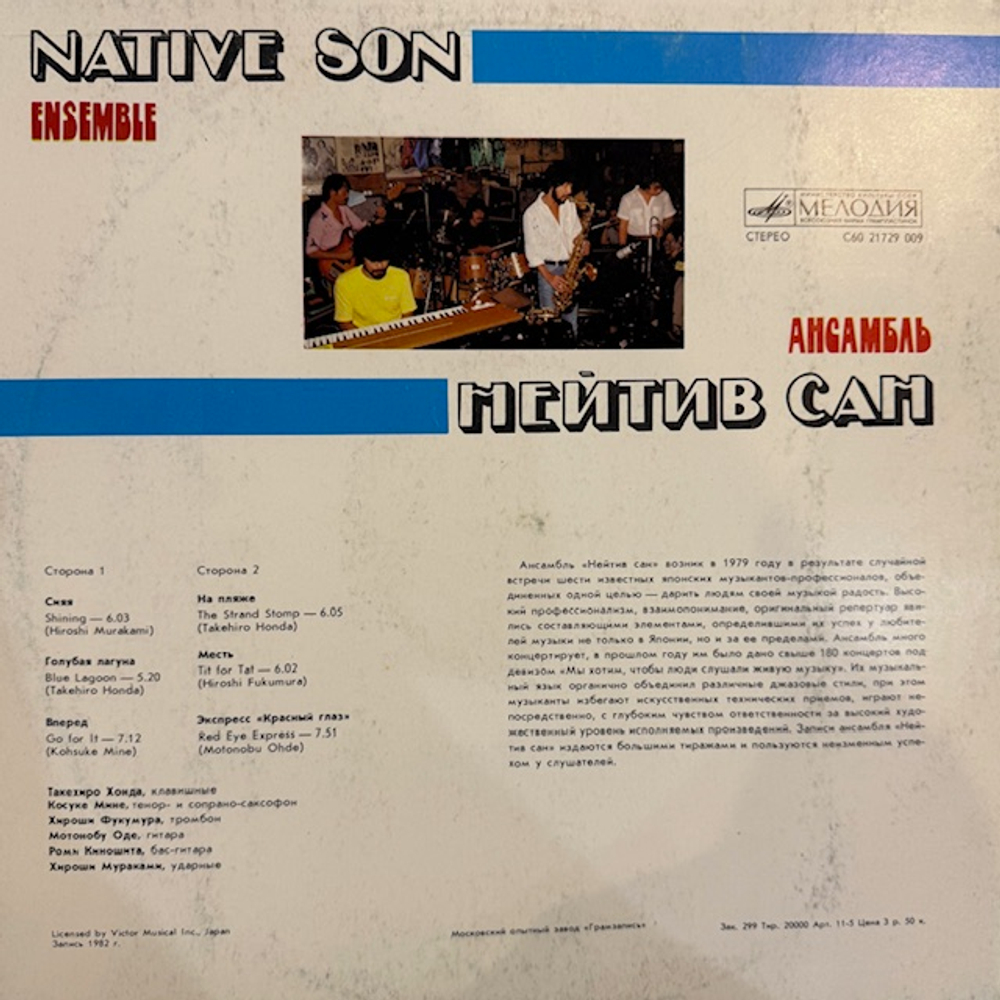 NATIVE SON
ENSEMBLE
МИНИСТЕРСТВО КУЛЬТУРЫ СССР
МЕЛОДИЯ
ВСЕСОЮЗНАЯ ФИРМА ГРАМПЛАСТИНОК
СТЕРЕО С60 21729 009
АНСАМБЛЬ
НЕЙТИВ САН
Сторона 1
Сияя
Shining — 6.03
(Hiroshi Murakami)
Голубая лагуна
Blue Lagoon — 5.20
(Takehiro Honda)
Вперед
Go for It — 7.12
(Kohsuke Mine)
Сторона 2
На пляже
The Strand Stomp — 6.05
(Takehiro Honda)
Месть
Tit for Tat — 6.02
(Hiroshi Fukumura)
Экспресс «Красный глаз»
Red Eye Express — 7.51
(Motonobu Ohde)
Такехиро Хонда, клавишные
Косуке Мине, тенор- и сопрано-саксофон
Хироши Фукумура, тромбон
Мотонобу Оде, гитара
Роми Киношита, бас-гитара
Хироши Мураками, ударные
Ансамбль «Нейтив сан» возник в 1979 году в результате случайной
встречи шести известных японских музыкантов-профессионалов, объе-
диненных одной целью — дарить людям своей музыкой радость. Высо-
кий профессионализм, взаимопонимание, оригинальный репертуар яви-
лись составляющими элементами, определившими их успех у любите-
лей музыки не только в Японии, но и за ее пределами. Ансамбль много
концертирует, в прошлом году им было дано свыше 180 концертов под
девизом «Мы хотим, чтобы люди слушали живую музыку». Их музыкаль-
ный язык органично объединил различные джазовые стили, при этом
музыканты избегают искусственных технических приемов, играют не-
посредственно, с глубоким чувством ответственности за высокий худо-
жественный уровень исполняемых произведений. Записи ансамбля «Ней-
тив сан» издаются большими тиражами и пользуются неизменным успе-
хом у слушателей.
Licensed by Victor Musical Inc., Japan
Запись 1982 г.
Московский опытный завод «Грамзапись»
Зак. 299 Тир. 20000 Арт. 11-5 Цена 3 р. 50 к.